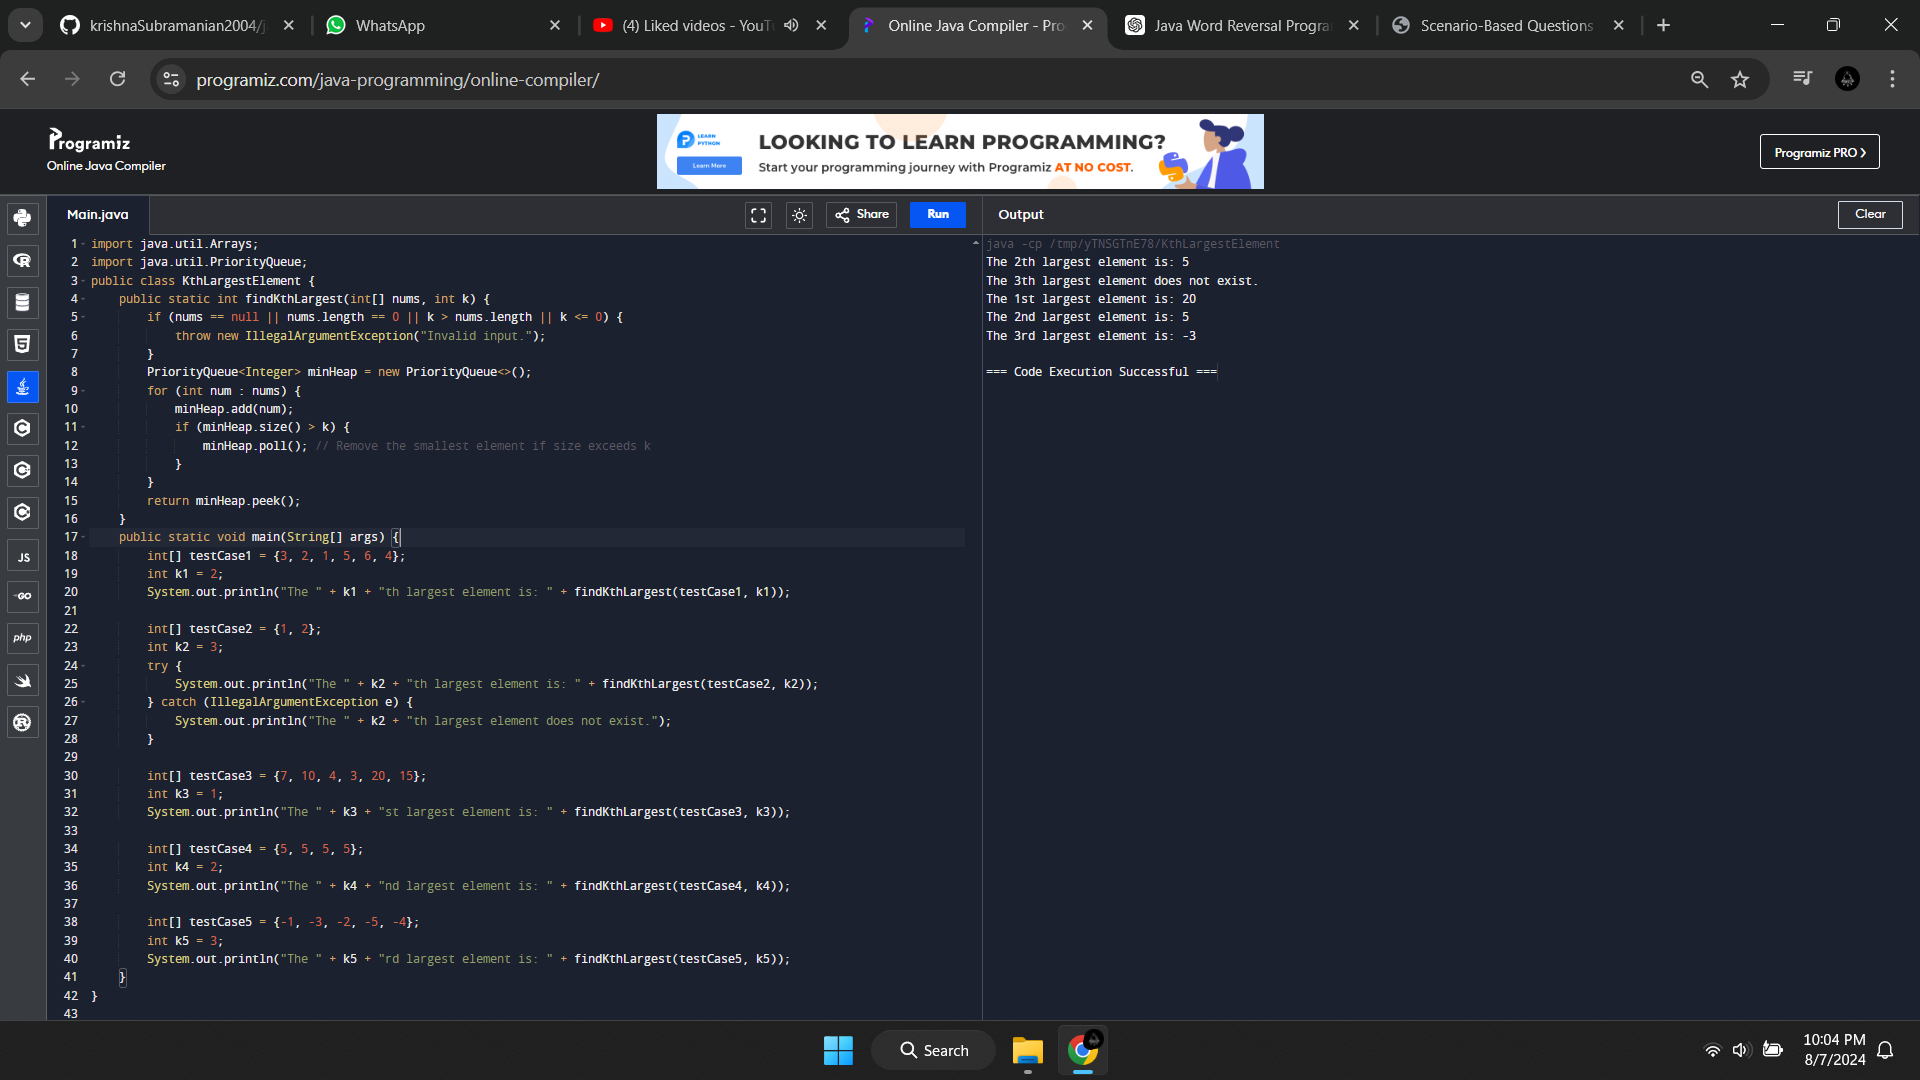 krishnaSubramanian2004/j
WhatsApp
(4) Liked videos - YouTu
Online Java Compiler - Pro
Java Word Reversal Progra
Scenario-Based Questions
programiz.com/java-programming/online-compiler/
Programiz
Online Java Compiler
LEARN
PYTHON
Learn More
LOOKING TO LEARN PROGRAMMING?
Start your programming journey with Programiz AT NO COST.
Programiz PRO
Main.java
Share
Run
Output
Clear
1 import java.util.Arrays;
2 import java.util.PriorityQueue;
3 public class KthLargestElement {
4     public static int findKthLargest(int[] nums, int k) {
5         if (nums == null || nums.length == 0 || k > nums.length || k <= 0) {
6             throw new IllegalArgumentException("Invalid input.");
7         }
8         PriorityQueue<Integer> minHeap = new PriorityQueue<>();
9         for (int num : nums) {
10             minHeap.add(num);
11             if (minHeap.size() > k) {
12                 minHeap.poll(); // Remove the smallest element if size exceeds k
13             }
14         }
15         return minHeap.peek();
16     }
17     public static void main(String[] args) {
18         int[] testCase1 = {3, 2, 1, 5, 6, 4};
19         int k1 = 2;
20         System.out.println("The " + k1 + "th largest element is: " + findKthLargest(testCase1, k1));
21
22         int[] testCase2 = {1, 2};
23         int k2 = 3;
24         try {
25             System.out.println("The " + k2 + "th largest element is: " + findKthLargest(testCase2, k2));
26         } catch (IllegalArgumentException e) {
27             System.out.println("The " + k2 + "th largest element does not exist.");
28         }
29
30         int[] testCase3 = {7, 10, 4, 3, 20, 15};
31         int k3 = 1;
32         System.out.println("The " + k3 + "st largest element is: " + findKthLargest(testCase3, k3));
33
34         int[] testCase4 = {5, 5, 5, 5};
35         int k4 = 2;
36         System.out.println("The " + k4 + "nd largest element is: " + findKthLargest(testCase4, k4));
37
38         int[] testCase5 = {-1, -3, -2, -5, -4};
39         int k5 = 3;
40         System.out.println("The " + k5 + "rd largest element is: " + findKthLargest(testCase5, k5));
41     }
42 }
43
java -cp /tmp/yTNSGTnE78/KthLargestElement
The 2th largest element is: 5
The 3th largest element does not exist.
The 1st largest element is: 20
The 2nd largest element is: 5
The 3rd largest element is: -3
=== Code Execution Successful ===
JS
GO
php
Search
10:04 PM
8/7/2024